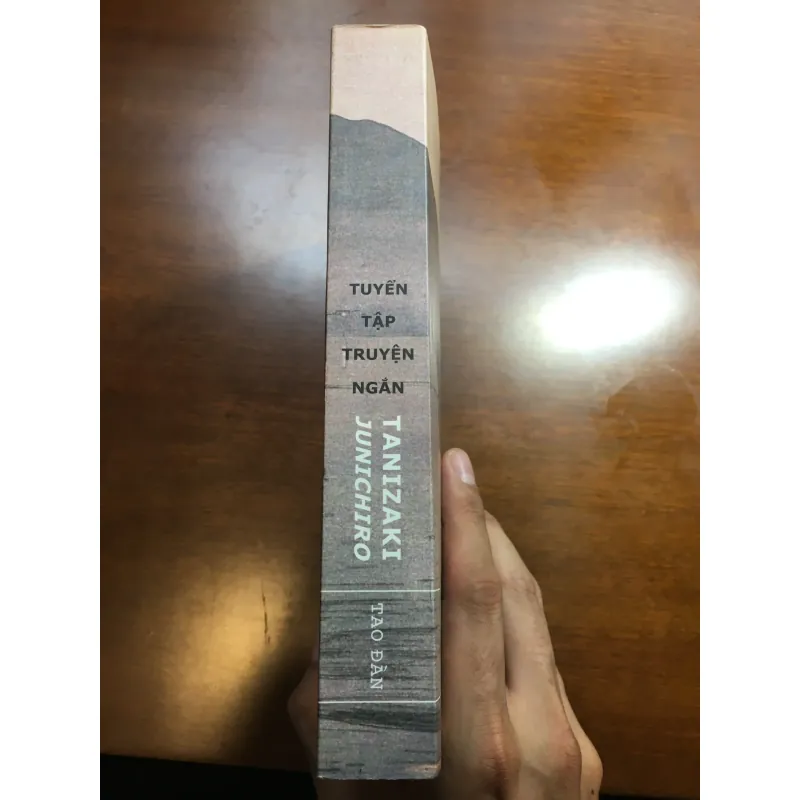 TUYỂN
TẬP
TRUYỆN
NGẮN
TANIZAKI
JUNICHIRO
TAO ĐÀN